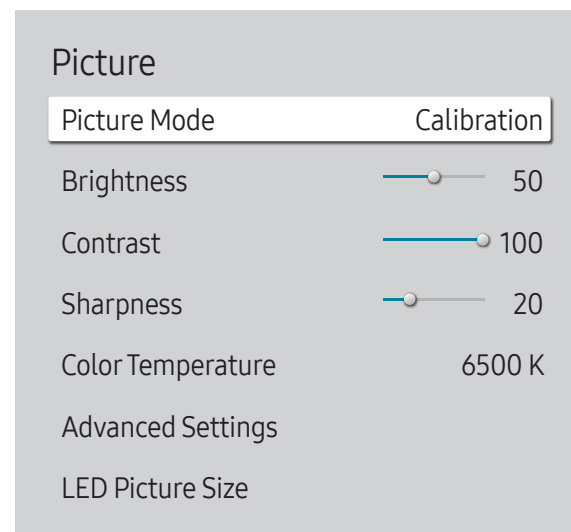 Picture
Picture Mode Calibration
Brightness 50
Contrast 100
Sharpness 20
Color Temperature 6500 K
Advanced Settings
LED Picture Size